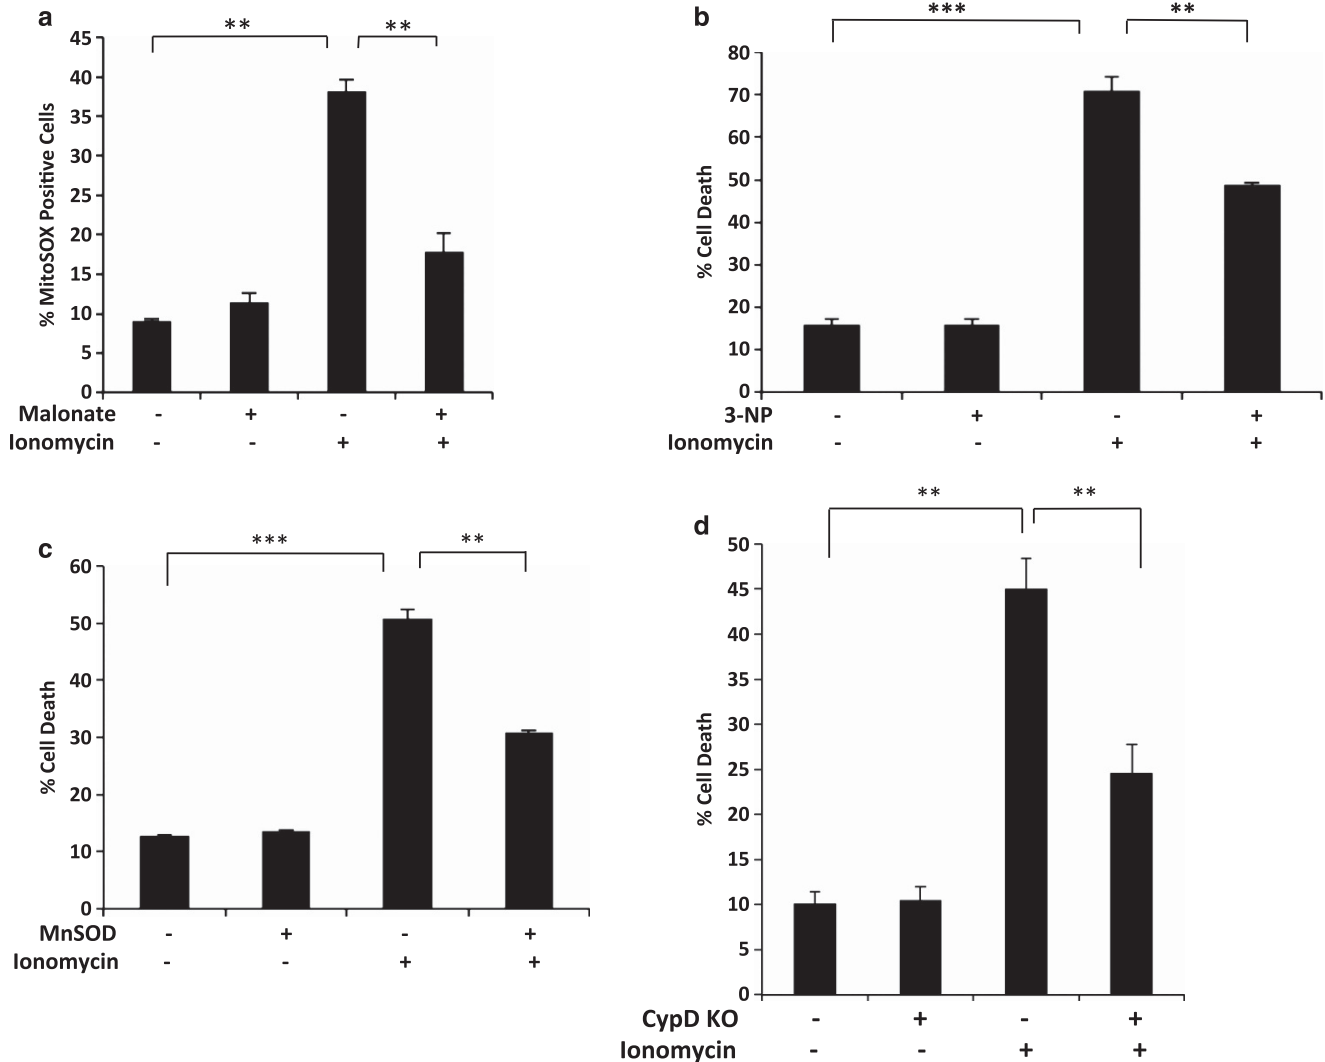 a
** **
% MitoSOX Positive Cells
45
40
35
30
25
20
15
10
5
0
Malonate - + - +
Ionomycin - - + +
b
*** **
% Cell Death
80
70
60
50
40
30
20
10
0
3-NP - + - +
Ionomycin - - + +
c
*** **
% Cell Death
60
50
40
30
20
10
0
MnSOD - + - +
Ionomycin - - + +
d
** **
% Cell Death
50
45
40
35
30
25
20
15
10
5
0
CypD KO - + - +
Ionomycin - - + +